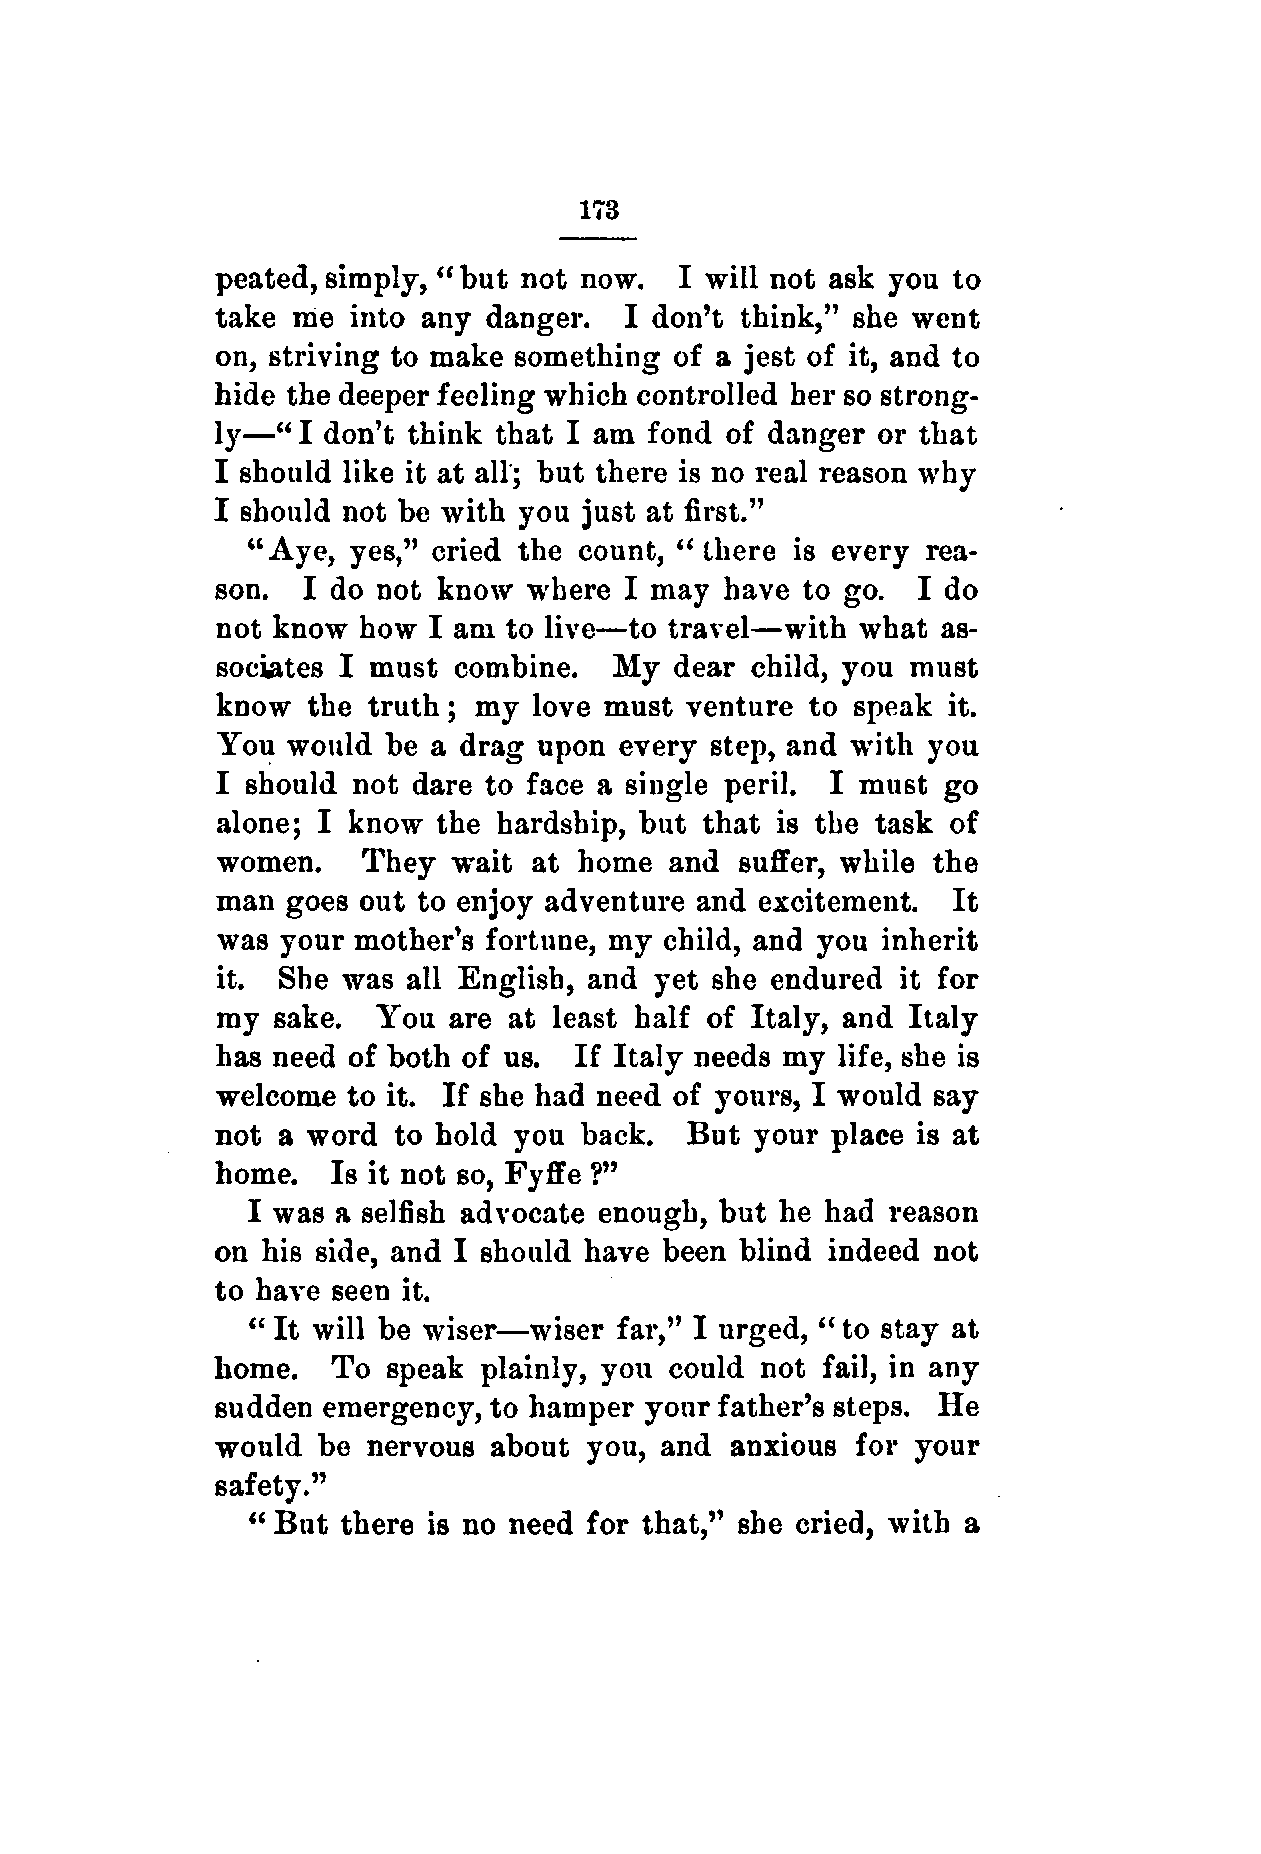 173
peated, simply, “but not now. I will not ask you to
take me into any danger. I don’t think,” she went
on, striving to make something of a jest of it, and to
hide the deeper feeling which controlled her so strong-
ly—“I don’t think that I am fond of danger or that
I should like it at all; but there is no real reason why
I should not be with you just at first.”
“Aye, yes,” cried the count, “there is every rea-
son. I do not know where I may have to go. I do
not know how I am to live—to travel—with what as-
sociates I must combine. My dear child, you must
know the truth; my love must venture to speak it.
You would be a drag upon every step, and with you
I should not dare to face a single peril. I must go
alone; I know the hardship, but that is the task of
women. They wait at home and suffer, while the
man goes out to enjoy adventure and excitement. It
was your mother’s fortune, my child, and you inherit
it. She was all English, and yet she endured it for
my sake. You are at least half of Italy, and Italy
has need of both of us. If Italy needs my life, she is
welcome to it. If she had need of yours, I would say
not a word to hold you back. But your place is at
home. Is it not so, Fyffe?”
I was a selfish advocate enough, but he had reason
on his side, and I should have been blind indeed not
to have seen it.
“It will be wiser—wiser far,” I urged, “to stay at
home. To speak plainly, you could not fail, in any
sudden emergency, to hamper your father’s steps. He
would be nervous about you, and anxious for your
safety.”
“But there is no need for that,” she cried, with a